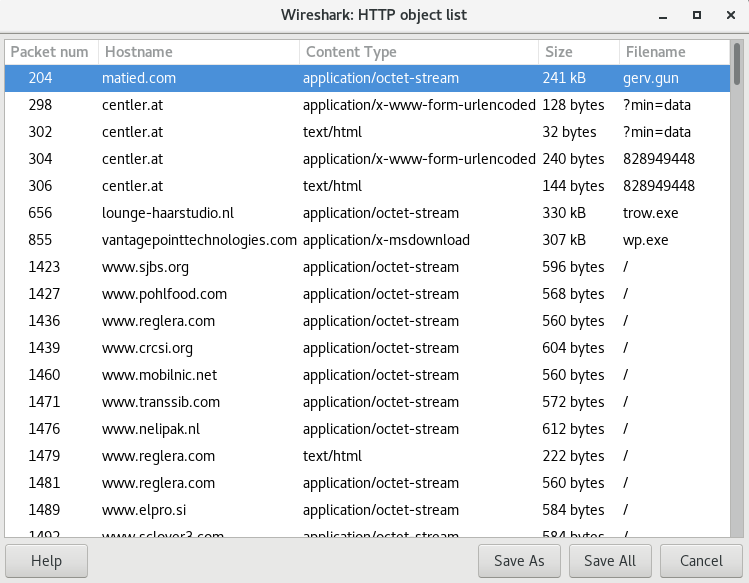 Wireshark: HTTP object list
Packet num Hostname Content Type Size Filename
204 matied.com application/octet-stream 241 kB gerv.gun
298 centler.at application/x-www-form-urlencoded 128 bytes ?min=data
302 centler.at text/html 32 bytes ?min=data
304 centler.at application/x-www-form-urlencoded 240 bytes 828949448
306 centler.at text/html 144 bytes 828949448
656 lounge-haarstudio.nl application/octet-stream 330 kB trow.exe
855 vantagepointtechnologies.com application/x-msdownload 307 kB wp.exe
1423 www.sjbs.org application/octet-stream 596 bytes /
1427 www.pohlfood.com application/octet-stream 568 bytes /
1436 www.reglera.com application/octet-stream 560 bytes /
1439 www.crcsi.org application/octet-stream 604 bytes /
1460 www.mobilnic.net application/octet-stream 560 bytes /
1471 www.transsib.com application/octet-stream 572 bytes /
1476 www.nelipak.nl application/octet-stream 612 bytes /
1479 www.reglera.com text/html 222 bytes /
1481 www.reglera.com application/octet-stream 560 bytes /
1489 www.elpro.si application/octet-stream 584 bytes /
1492 www.sclover3.com application/octet-stream 584 bytes /
Help Save As Save All Cancel